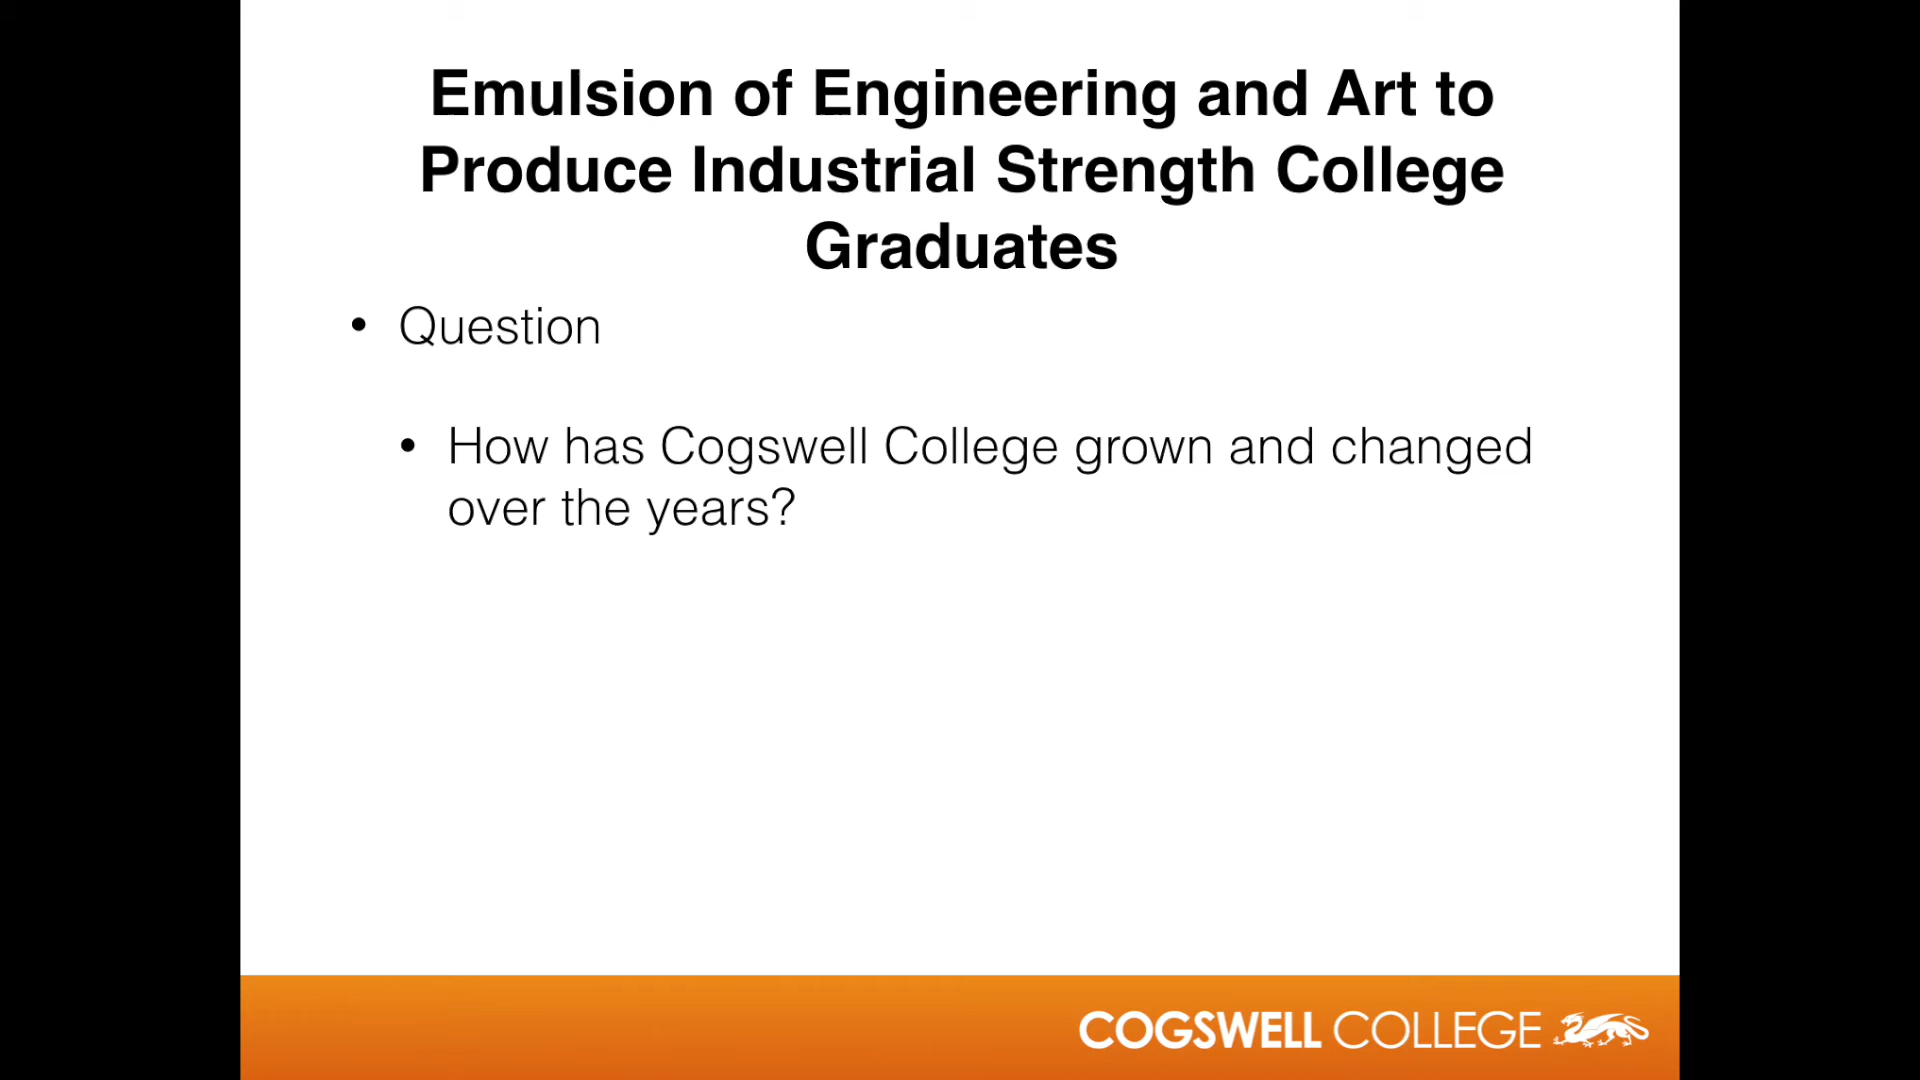 Emulsion of Engineering and Art to
Produce Industrial Strength College
Graduates
• Question
• How has Cogswell College grown and changed
over the years?
COGSWELL COLLEGE